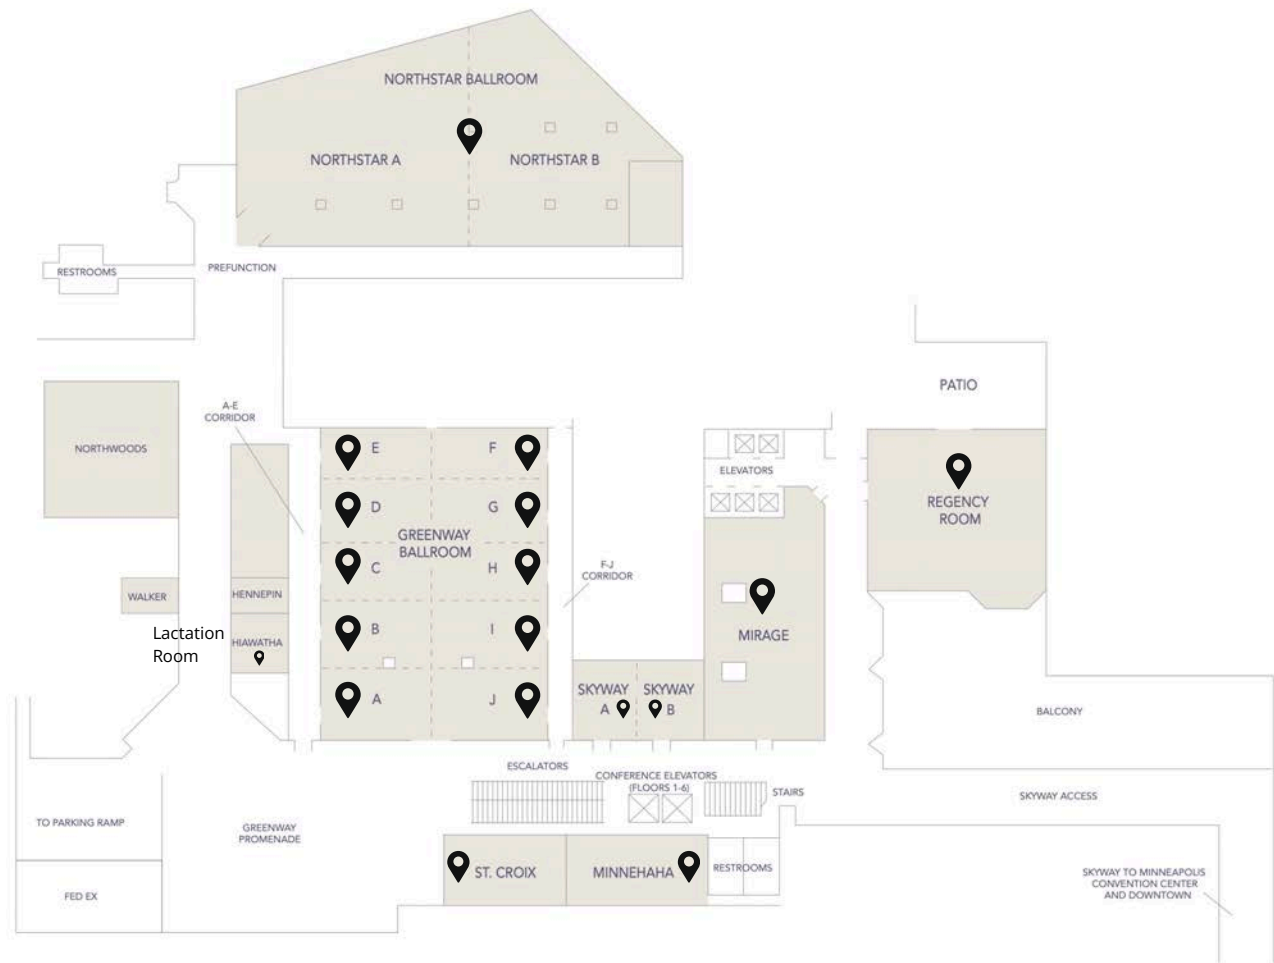 NORTHSTAR BALLROOM
NORTHSTAR A
NORTHSTAR B
RESTROOMS
PREFUNCTION
PATIO
A-E
CORRIDOR
NORTHWOODS
E
F
ELEVATORS
REGENCY
ROOM
D
G
GREENWAY
BALLROOM
C
H
F-J
CORRIDOR
WALKER
HENNEPIN
Lactation
Room
HIAWATHA
B
I
MIRAGE
A
J
SKYWAY
A
SKYWAY
B
BALCONY
ESCALATORS
CONFERENCE ELEVATORS
(FLOORS 1-6)
STAIRS
SKYWAY ACCESS
TO PARKING RAMP
GREENWAY
PROMENADE
ST. CROIX
MINNEHAHA
RESTROOMS
FED EX
SKYWAY TO MINNEAPOLIS
CONVENTION CENTER
AND DOWNTOWN